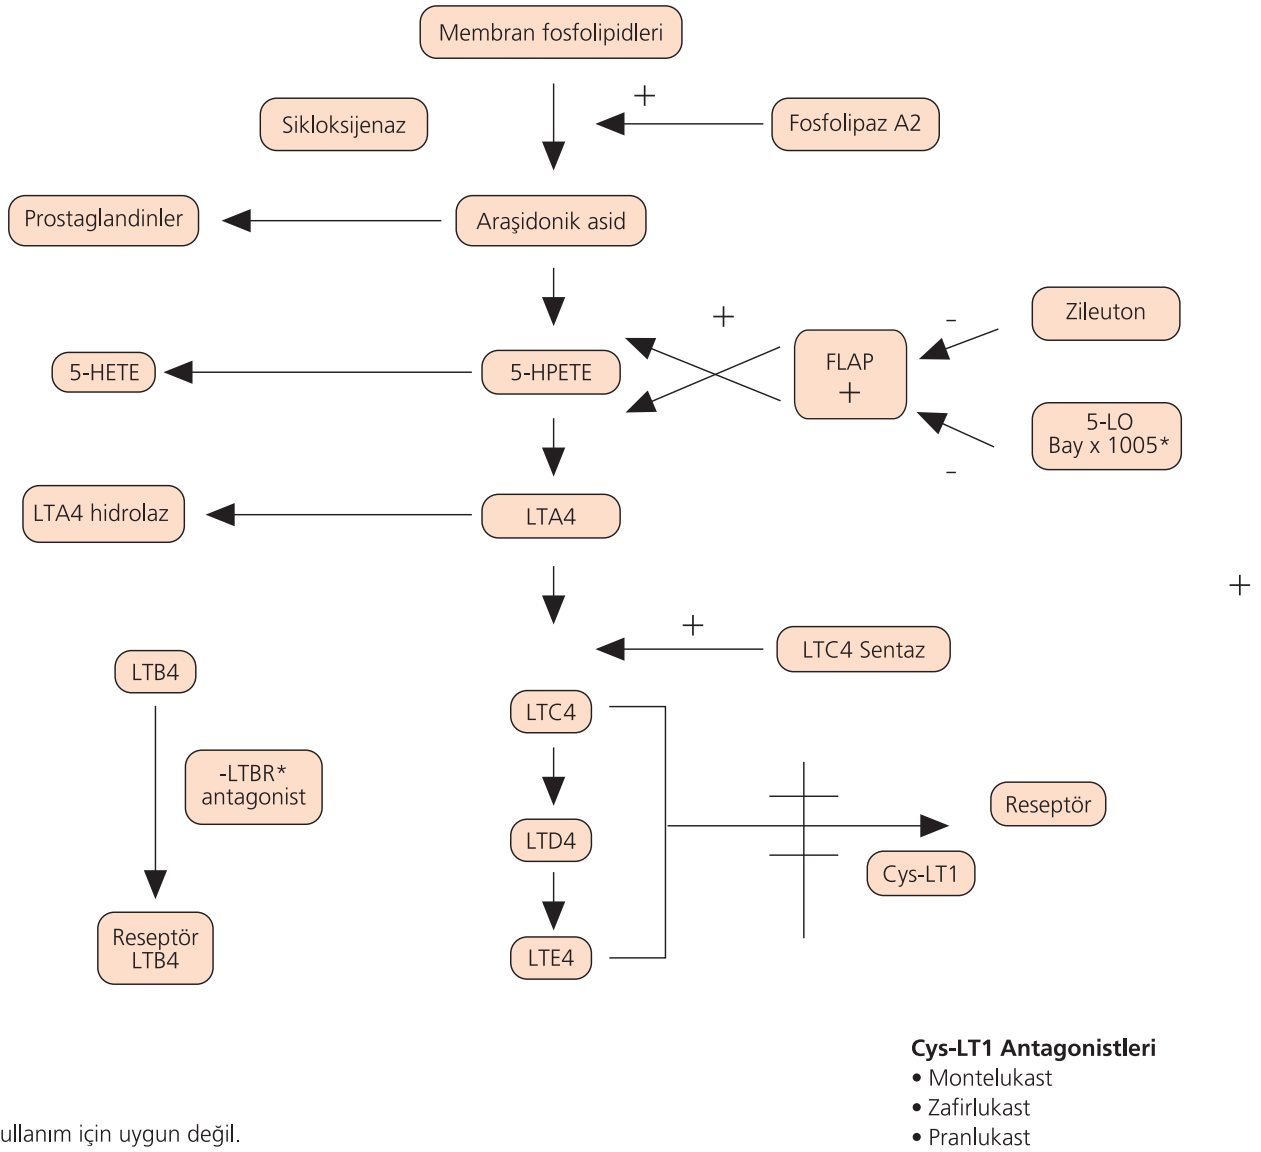 Membran fosfolipidleri
+
Sikloksijenaz
Fosfolipaz A2
Prostaglandinler
Araşidonik asid
+
-
Zileuton
5-HETE
5-HPETE
FLAP
+
5-LO
Bay x 1005*
-
LTA4 hidrolaz
LTA4
+
+
LTC4 Sentaz
LTB4
LTC4
-LTBR*
antagonist
Reseptör
LTD4
Cys-LT1
Reseptör
LTB4
LTE4
Cys-LT1 Antagonistleri
• Montelukast
• Zafirlukast
• Pranlukast
ullanım için uygun değil.